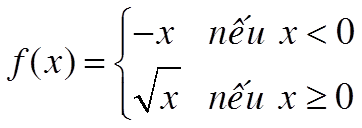 f(x) = { −x nếu x < 0
√x nếu x ≥ 0